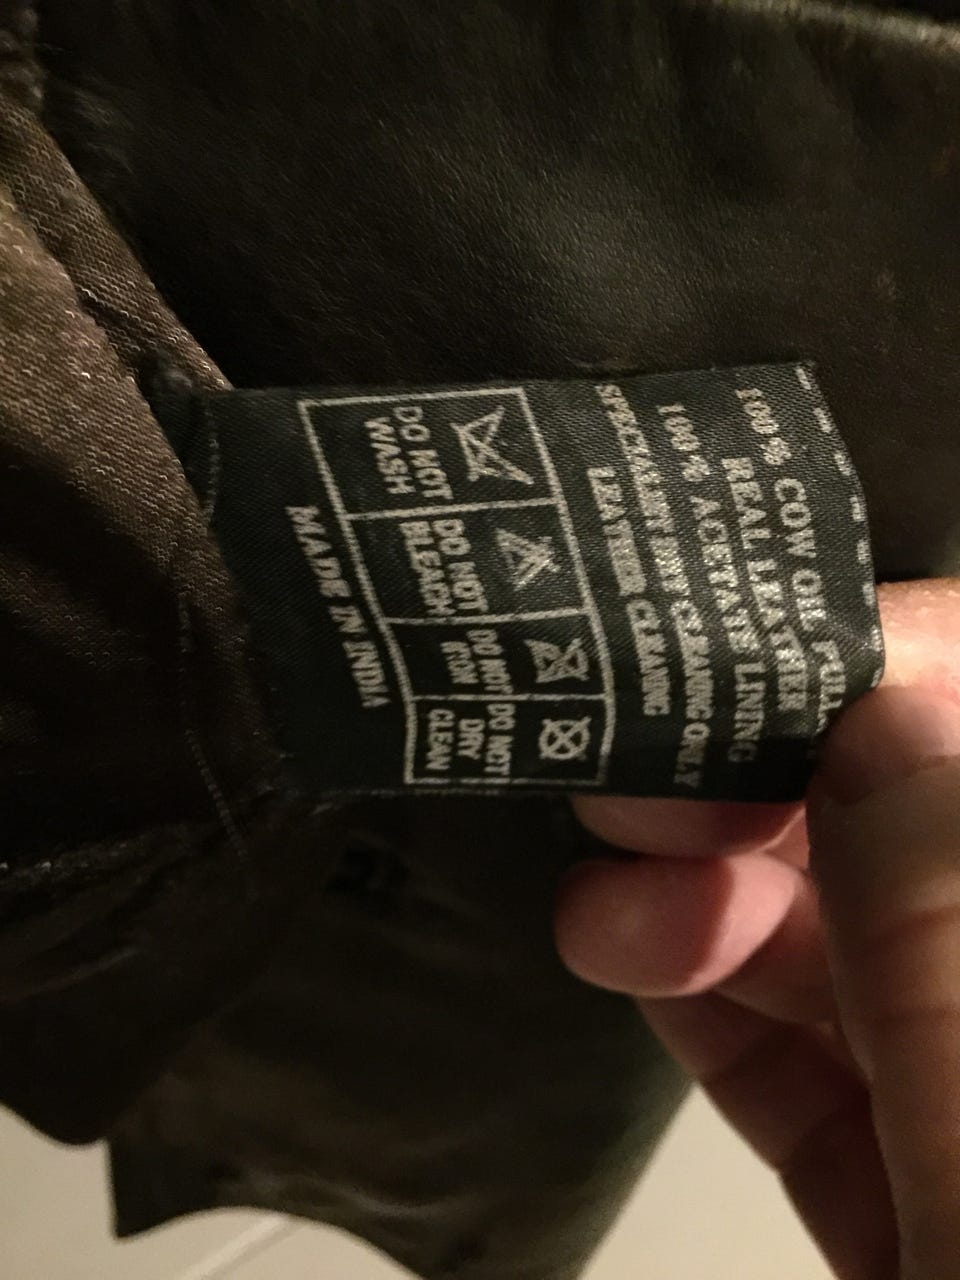 100% COW OIL PULL
REAL LEATHER
100% ACETATE LINING
SPECIALIST DRY CLEANING ONLY
LEATHER CLEANING
DO NOT WASH
DO NOT BLEACH
DO NOT IRON
DO NOT DRY CLEAN
MADE IN INDIA